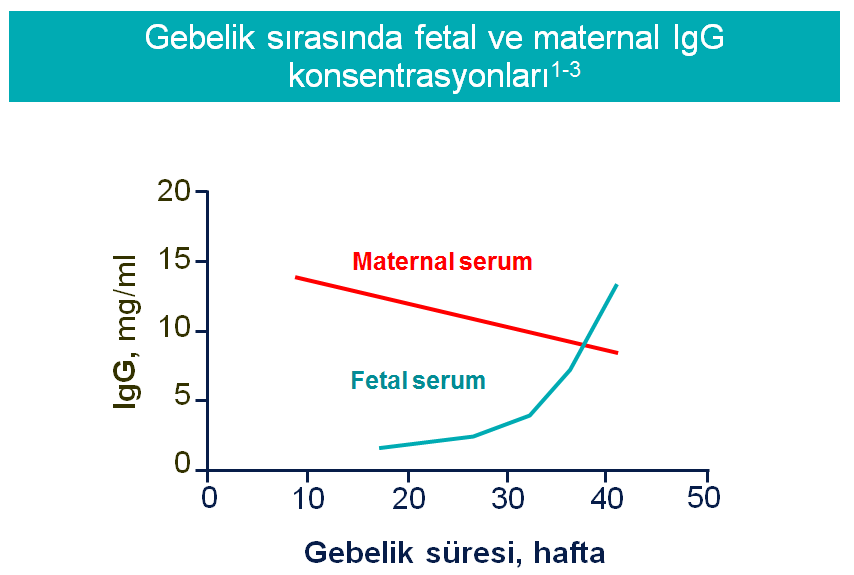 Gebelik sırasında fetal ve maternal IgG
konsentrasyonları1-3
20
15
10
5
0
IgG, mg/ml
Maternal serum
Fetal serum
0 10 20 30 40 50
Gebelik süresi, hafta